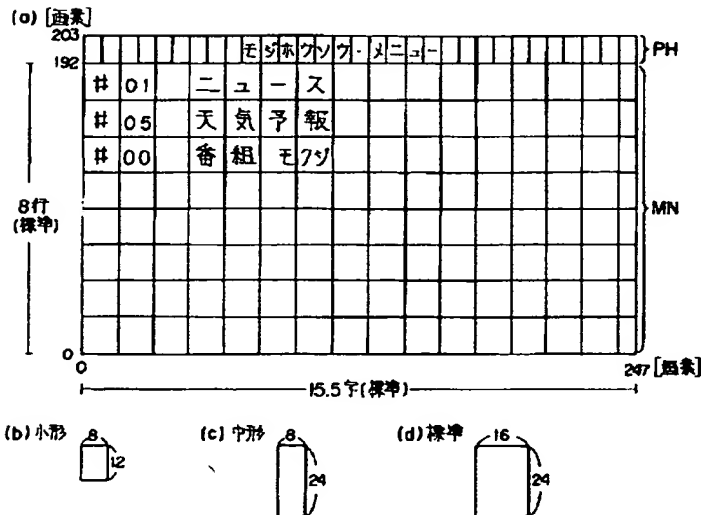 (a) [画素]
203
モジホウソウ・メニュー
PH
192
# 01 ニュース
# 05 天気予報
# 00 番組 モクジ
8行
(標準)
MN
0
0
247 [画素]
15.5字(標準)
(b) 小形 8
12
(c) 中形 8
24
(d) 標準 16
24